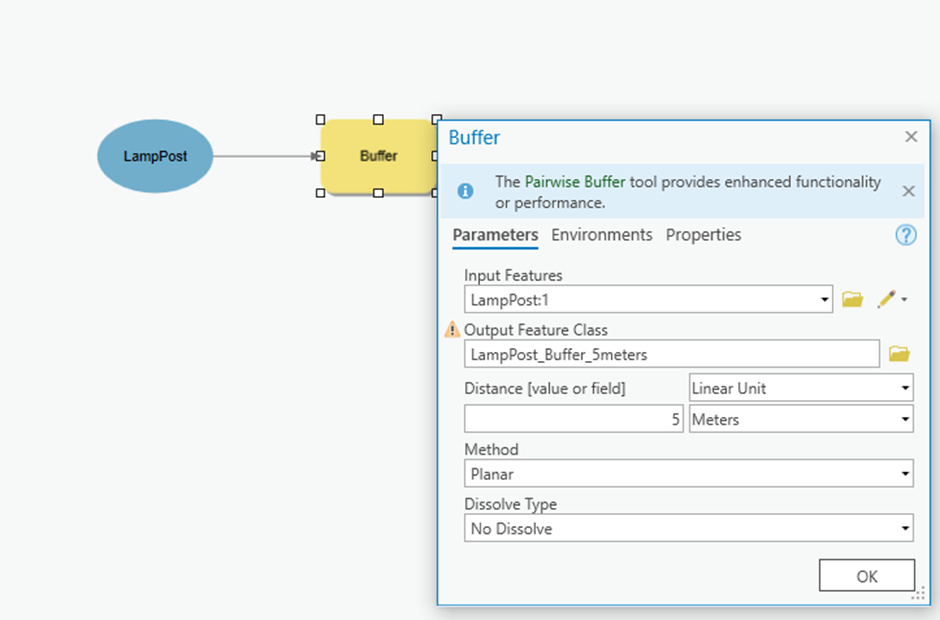 LampPost
Buffer
Buffer
The Pairwise Buffer tool provides enhanced functionality
or performance.
Parameters Environments Properties
Input Features
LampPost:1
Output Feature Class
LampPost_Buffer_5meters
Distance [value or field] Linear Unit
5 Meters
Method
Planar
Dissolve Type
No Dissolve
OK